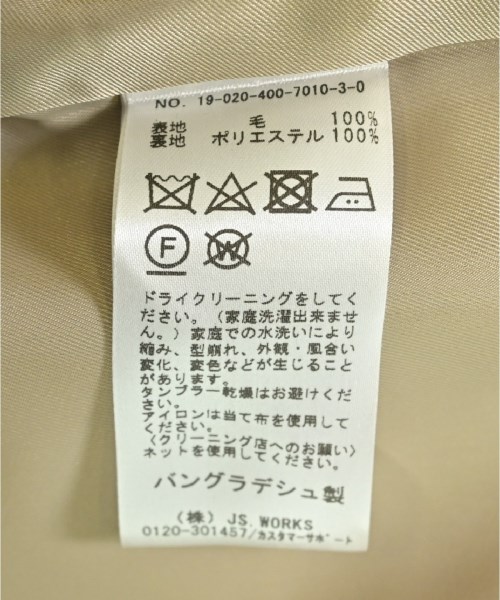 NO. 19-020-400-7010-3-0
表地 毛 100%
裏地 ポリエステル 100%
F
W
ドライクリーニングをしてく
ださい。（家庭洗濯出来ませ
ん。）家庭での水洗いにより
縮み、型崩れ、外観・風合い
変化、変色などが生じること
があります。
タンブラー乾燥はお避けくだ
さい。
アイロンは当て布を使用して
ください。
〈クリーニング店へのお願い〉
ネットを使用してください。
バングラデシュ製
（株）JS.WORKS
0120-301457/カスタマーサポート